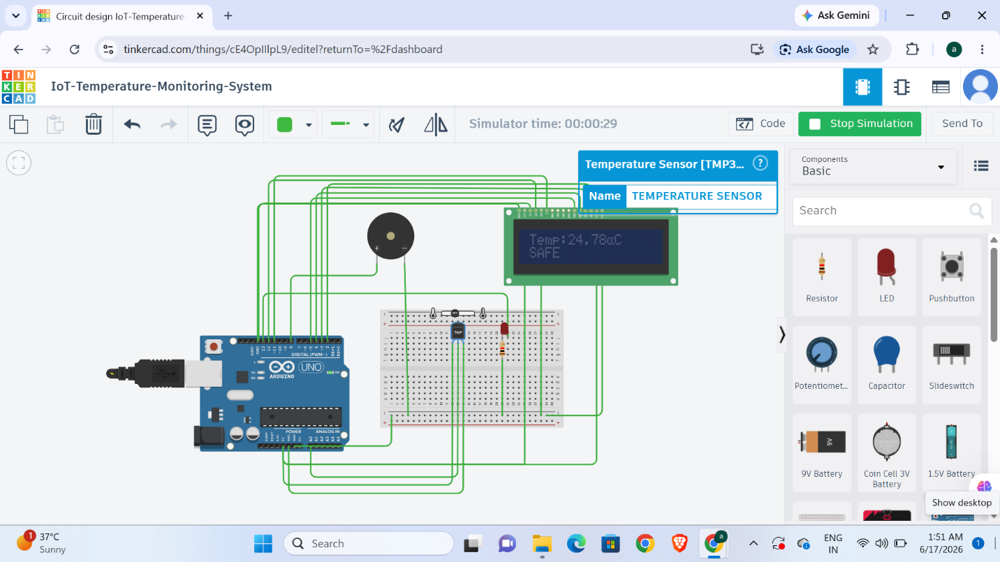 Circuit design IoT-Temperature-
Ask Gemini
tinkercad.com/things/cE4OpIIlpL9/editel?returnTo=%2Fdashboard
Ask Google
a
TIN
KER
CAD
IoT-Temperature-Monitoring-System
Simulator time: 00:00:29
Code
Stop Simulation
Send To
Temperature Sensor [TMP3...
?
Name
TEMPERATURE SENSOR
Components
Basic
Search
Temp:24.78αC
SAFE
TMP
DIGITAL (PWM~)
UNO
ARDUINO
ON
POWER
ANALOG IN
Resistor
LED
Pushbutton
Potentiomet...
Capacitor
Slideswitch
9V
9V Battery
Coin Cell 3V
Battery
1.5V Battery
Show desktop
1
37°C
Sunny
Search
a
ENG
IN
1:51 AM
6/17/2026
1